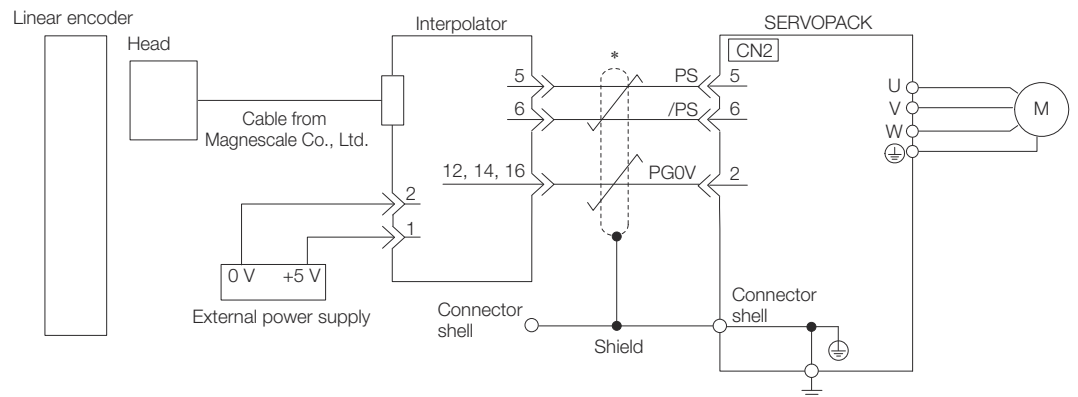 Linear encoder
Head
Interpolator
SERVOPACK
*
CN2
5
PS
5
U
6
/PS
6
V
M
Cable from
Magnescale Co., Ltd.
W
12, 14, 16
PG0V
2
2
1
0 V
+5 V
External power supply
Connector
shell
Shield
Connector
shell